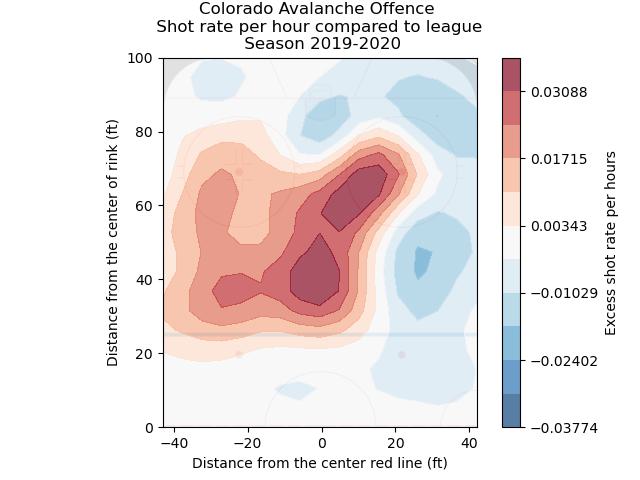 Colorado Avalanche Offence
Shot rate per hour compared to league
Season 2019-2020
100
80
60
40
20
0
Distance from the center of rink (ft)
−40
−20
0
20
40
Distance from the center red line (ft)
0.03088
0.01715
0.00343
−0.01029
−0.02402
−0.03774
Excess shot rate per hours